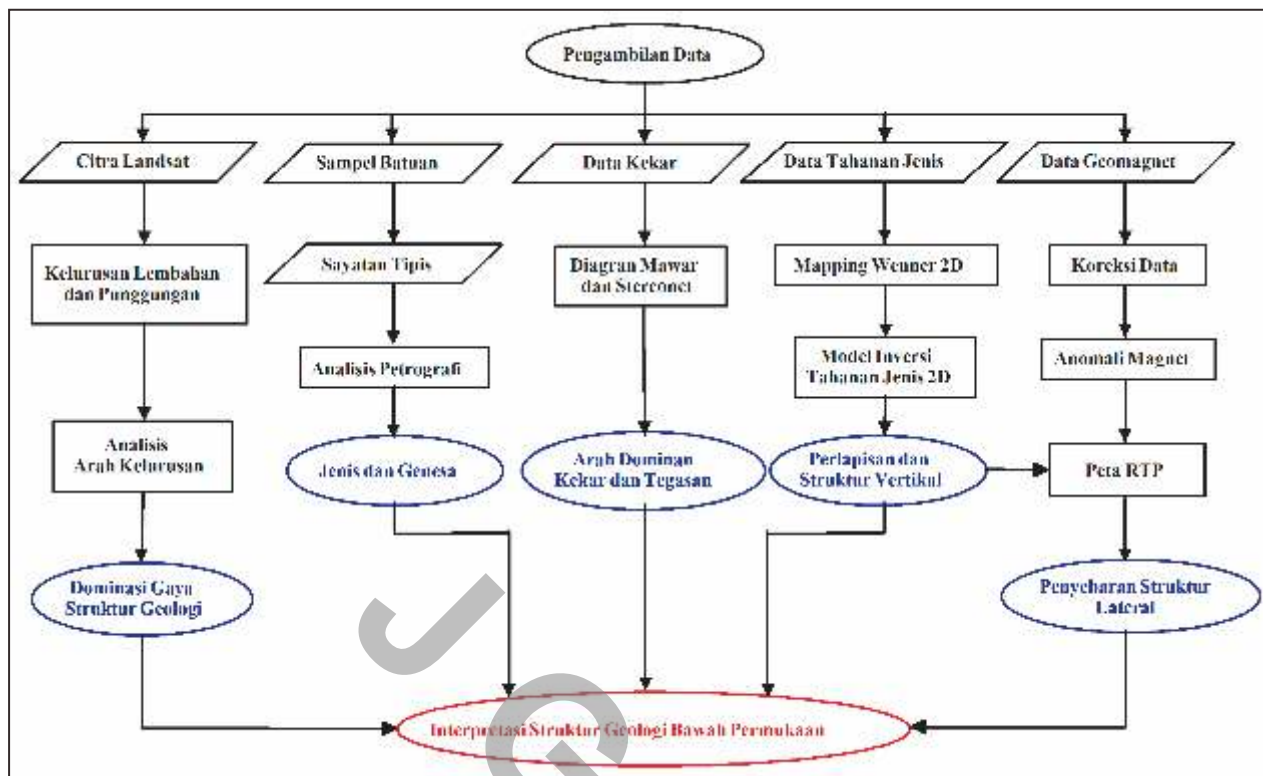 Pengambilan Data
Citra Landsat
Sampel Batuan
Data Kekar
Data Tahanan Jenis
Data Geomagnet
Kelurusan Lembahan
dan Punggungan
Sayatan Tipis
Diagran Mawar
dan Stereonet
Mapping Wenner 2D
Koreksi Data
Analisis Petrografi
Model Inversi
Tahanan Jenis 2D
Anomali Magnet
Analisis
Arah Kelurusan
Jenis dan Genesa
Arah Dominan
Kekar dan Tegasan
Perlapisan dan
Struktur Vertikal
Peta RTP
Dominasi Gaya
Struktur Geologi
Penyebaran Struktur
Lateral
Interpretasi Struktur Geologi Bawah Permukaan
J
G